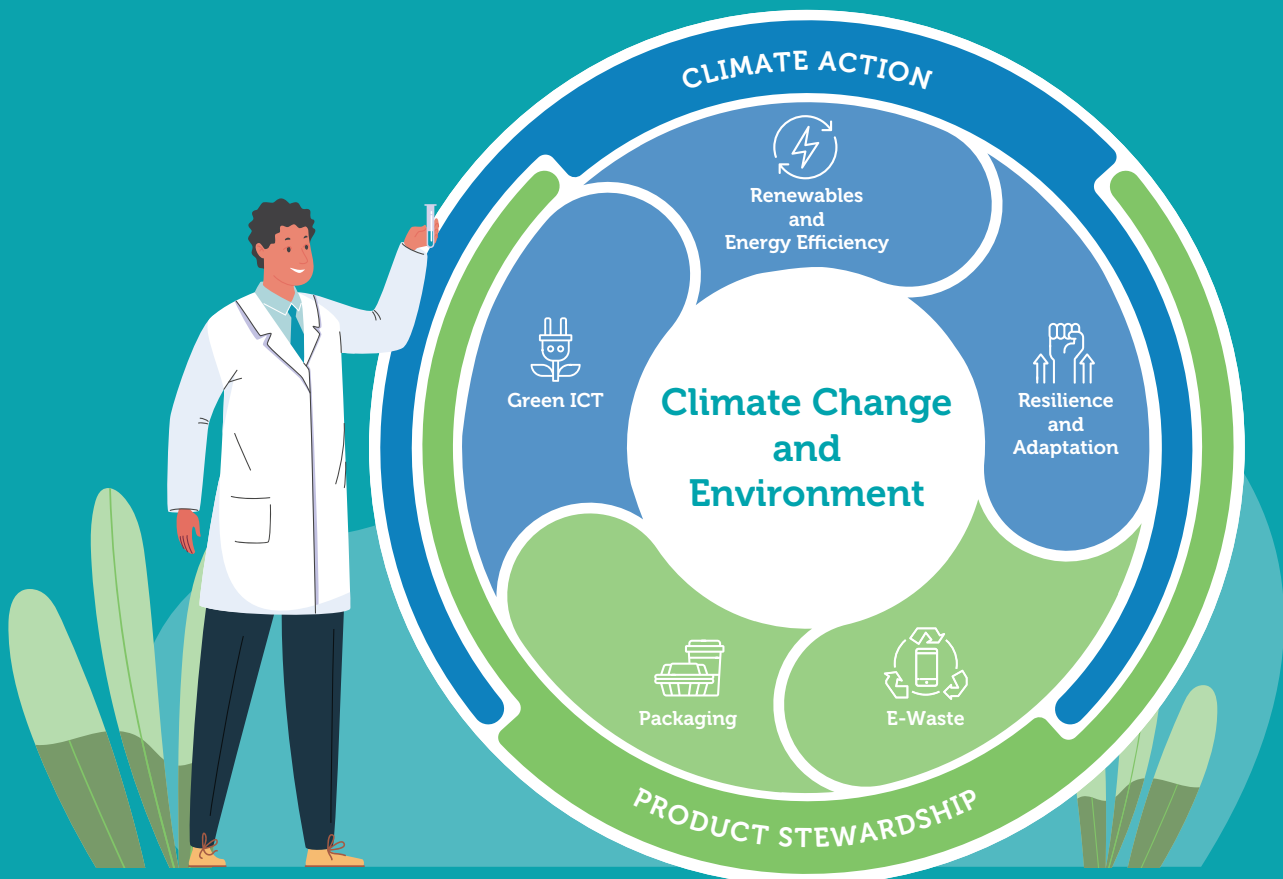 CLIMATE ACTION
Renewables
and
Energy Efficiency
Green ICT
Climate Change
and
Environment
Resilience
and
Adaptation
Packaging
E-Waste
PRODUCT STEWARDSHIP